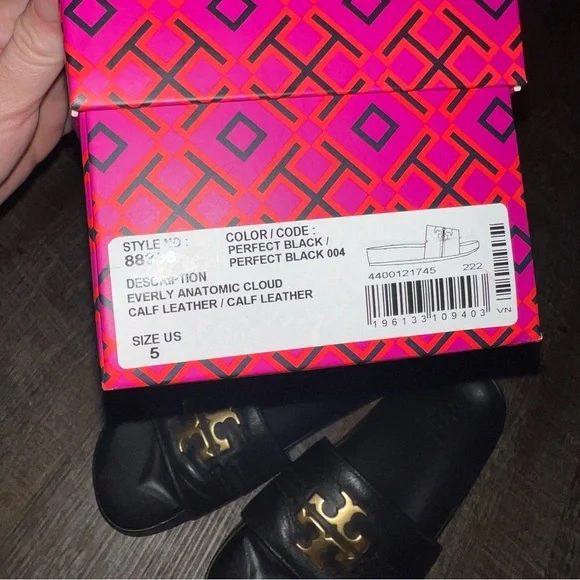 STYLE NO :
COLOR / CODE :
PERFECT BLACK /
PERFECT BLACK 004
DESCRIPTION
EVERLY ANATOMIC CLOUD
CALF LEATHER / CALF LEATHER
SIZE US
5
4400121745 222
196133109403
VN